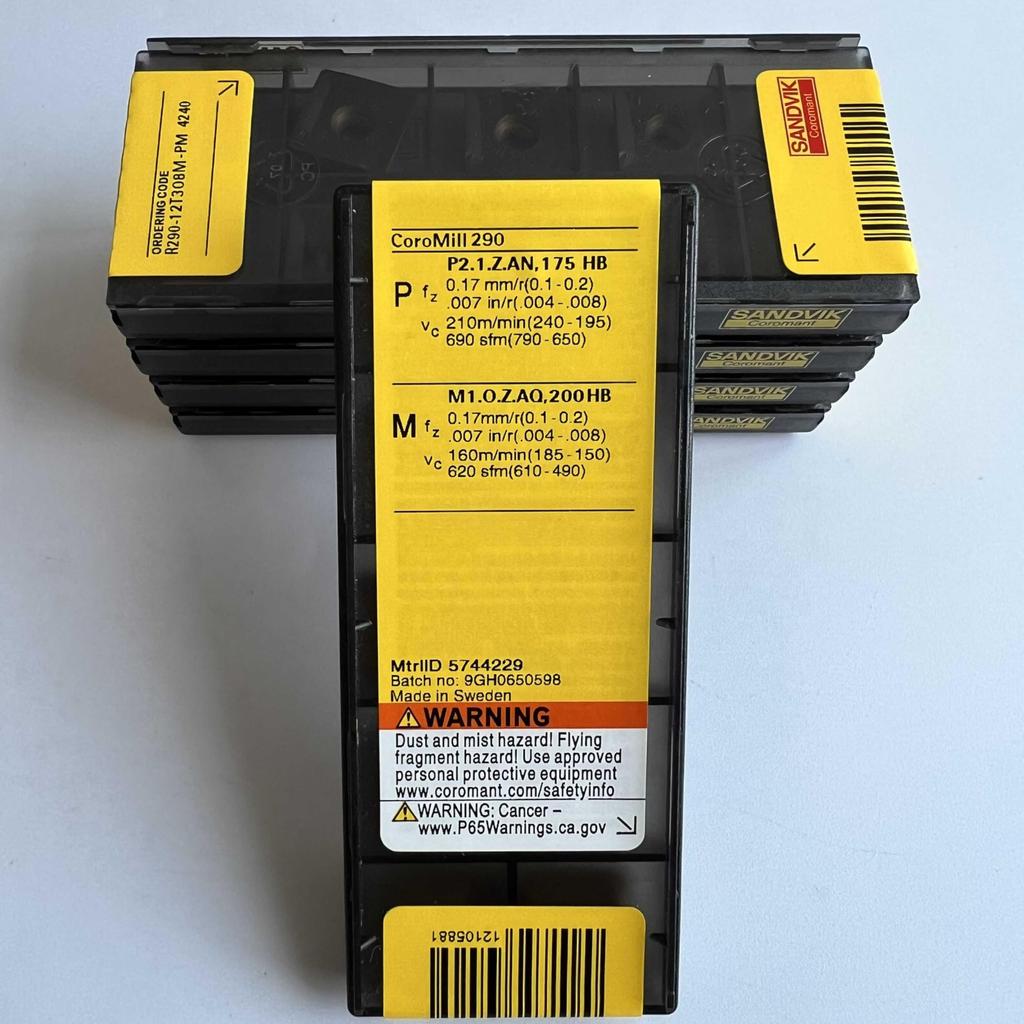 ORDERING CODE
R290-12T308M-PM 4240
SANDVIK
Coromant
SANDVIK
Coromant
SANDVIK
Coromant
SANDVIK
Coromant
SANDVIK
Coromant
CoroMill 290
P2.1.Z.AN,175 HB
P fz 0.17 mm/r(0.1-0.2)
.007 in/r(.004-.008)
vc 210m/min(240-195)
690 sfm(790-650)
M1.0.Z.AQ,200HB
M fz 0.17mm/r(0.1-0.2)
.007 in/r(.004-.008)
vc 160m/min(185-150)
620 sfm(610-490)
MtrlID 5744229
Batch no: 9GH0650598
Made in Sweden
WARNING
Dust and mist hazard! Flying
fragment hazard! Use approved
personal protective equipment
www.coromant.com/safetyinfo
WARNING: Cancer –
www.P65Warnings.ca.gov
12105881